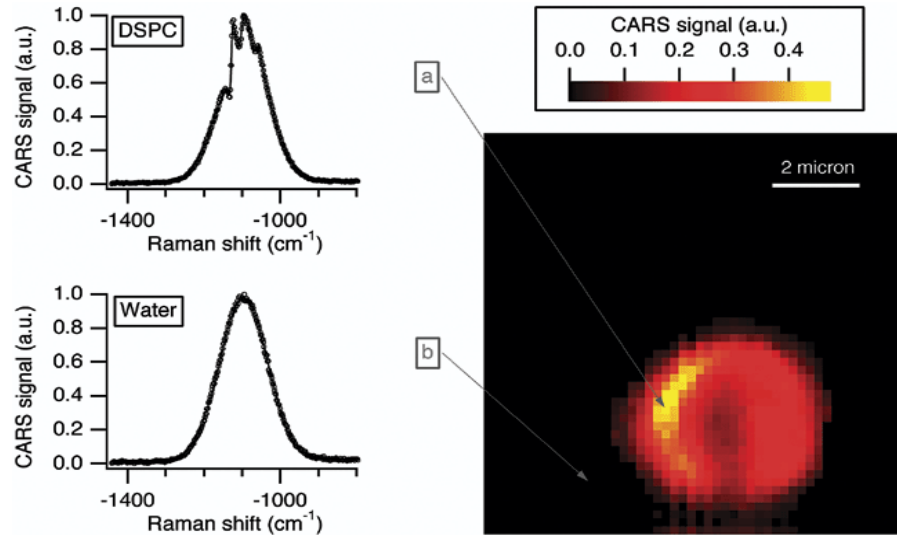 DSPC
1.0
0.8
0.6
0.4
0.2
0.0
CARS signal (a.u.)
-1400
-1000
Raman shift (cm⁻¹)
Water
1.0
0.8
0.6
0.4
0.2
0.0
CARS signal (a.u.)
-1400
-1000
Raman shift (cm⁻¹)
a
b
CARS signal (a.u.)
0.0 0.1 0.2 0.3 0.4
2 micron